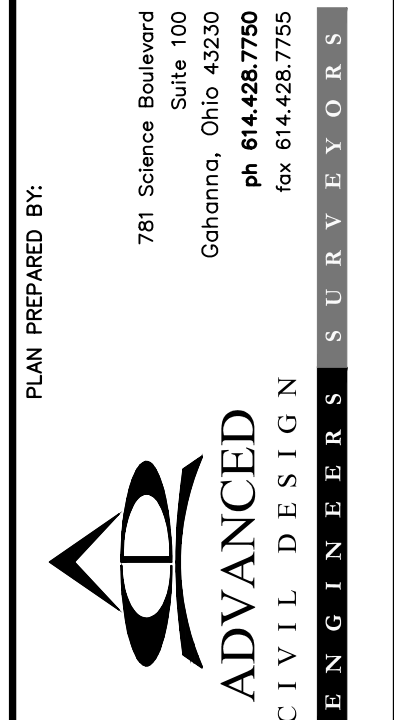 PLAN PREPARED BY:
781 Science Boulevard
Suite 100
Gahanna, Ohio 43230
ph 614.428.7750
fax 614.428.7755
ADVANCED
CIVIL DESIGN
ENGINEERS SURVEYORS